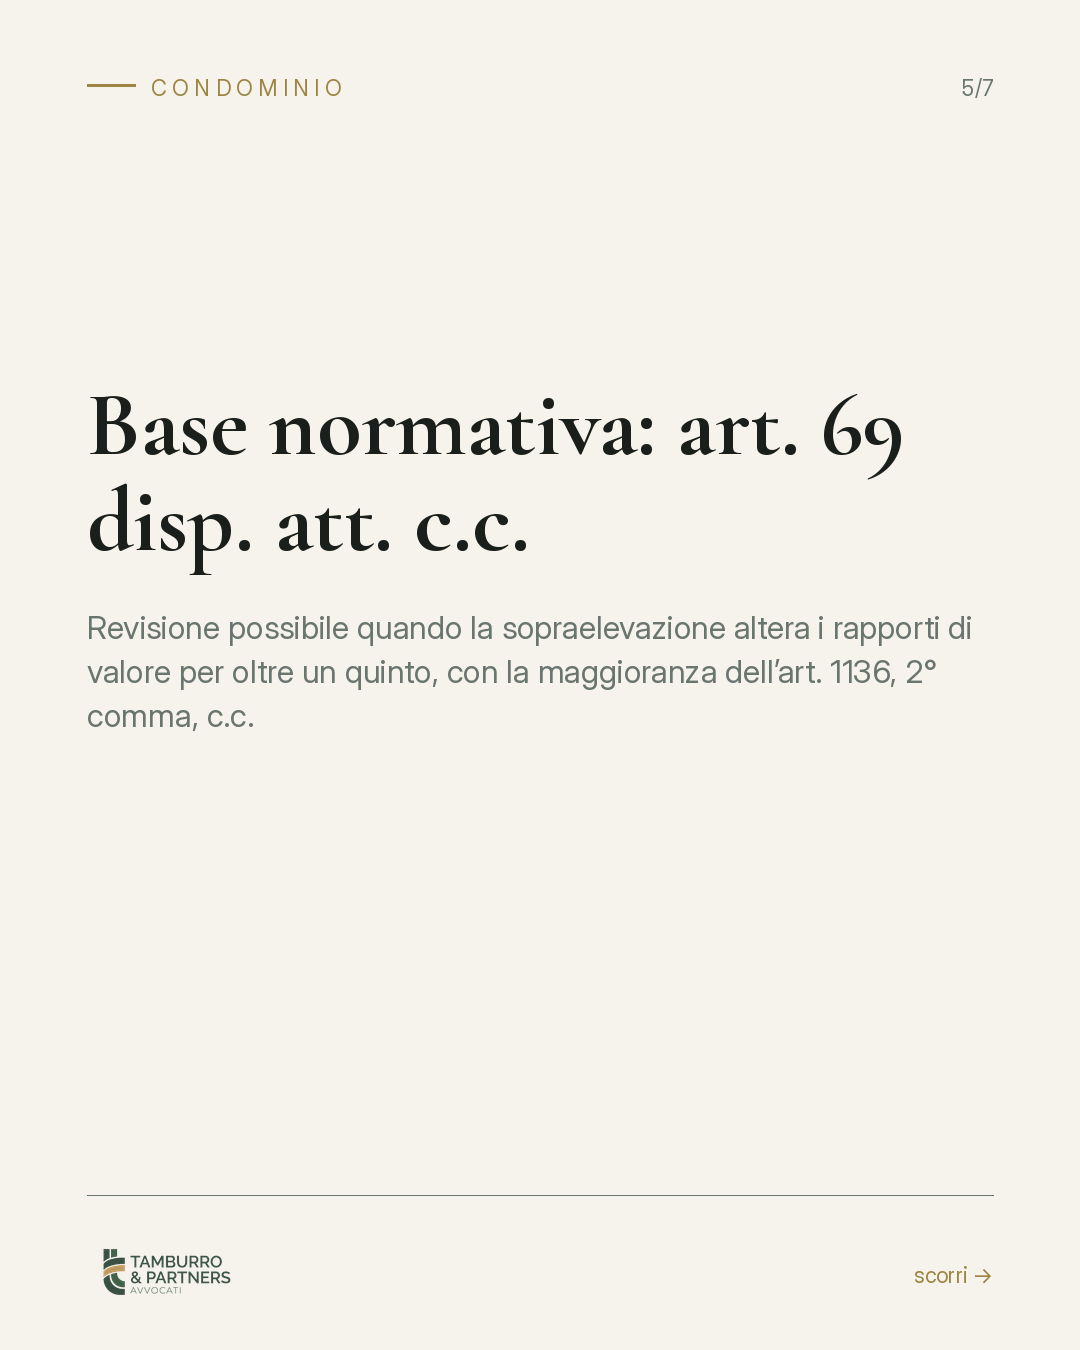 CONDOMINIO
5/7
Base normativa: art. 69
disp. att. c.c.
Revisione possibile quando la sopraelevazione altera i rapporti di
valore per oltre un quinto, con la maggioranza dell’art. 1136, 2°
comma, c.c.
TAMBURRO
& PARTNERS
AVVOCATI
scorri →